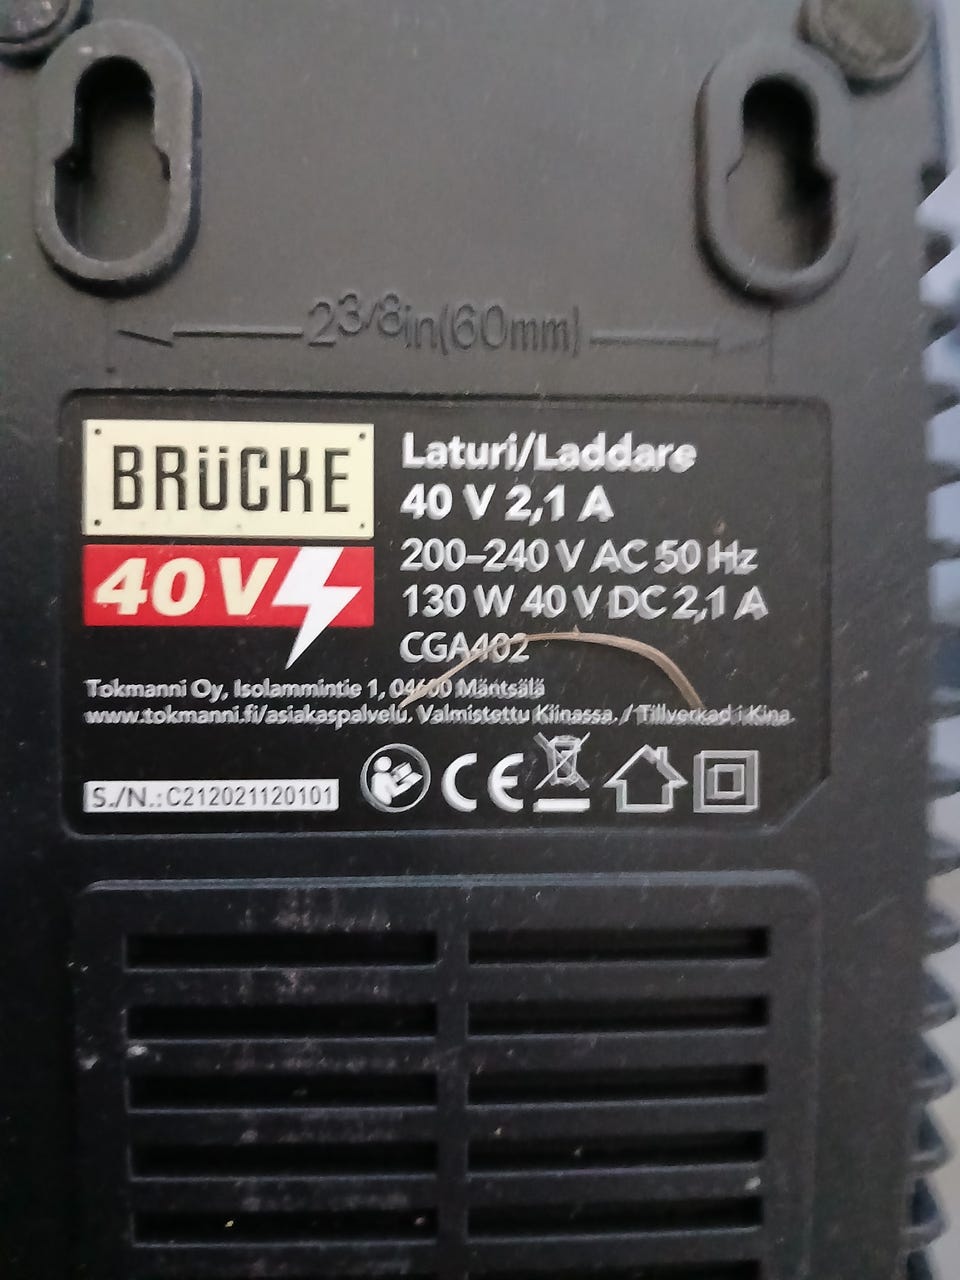 2 3/8in(60mm)
BRÜCKE
40 V
Laturi/Laddare
40 V 2,1 A
200–240 V AC 50 Hz
130 W 40 V DC 2,1 A
CGA402
Tokmanni Oy, Isolammintie 1, 04600 Mäntsälä
www.tokmanni.fi/asiakaspalvelu. Valmistettu Kiinassa. / Tillverkad i Kina.
S./N.:C212021120101
CE